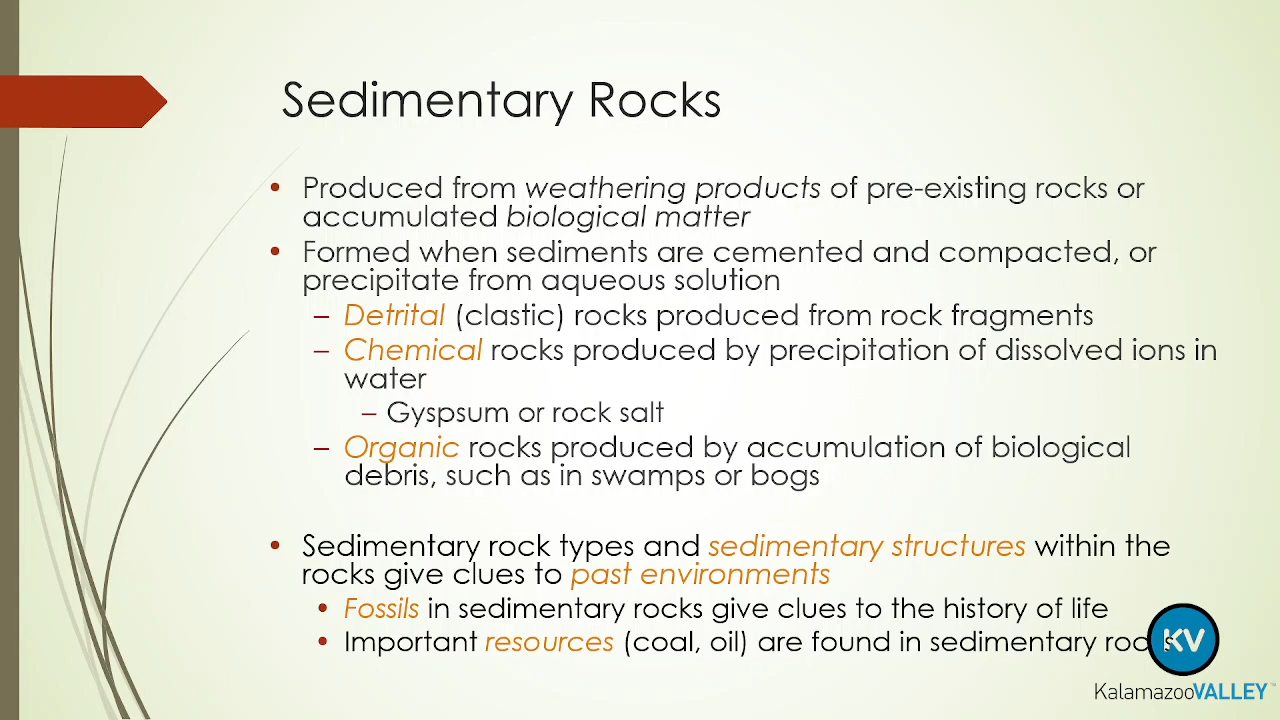 Sedimentary Rocks
• Produced from weathering products of pre-existing rocks or
accumulated biological matter
• Formed when sediments are cemented and compacted, or
precipitate from aqueous solution
– Detrital (clastic) rocks produced from rock fragments
– Chemical rocks produced by precipitation of dissolved ions in
water
– Gyspsum or rock salt
– Organic rocks produced by accumulation of biological
debris, such as in swamps or bogs
• Sedimentary rock types and sedimentary structures within the
rocks give clues to past environments
• Fossils in sedimentary rocks give clues to the history of life
• Important resources (coal, oil) are found in sedimentary rocks
KV
KalamazooVALLEY™